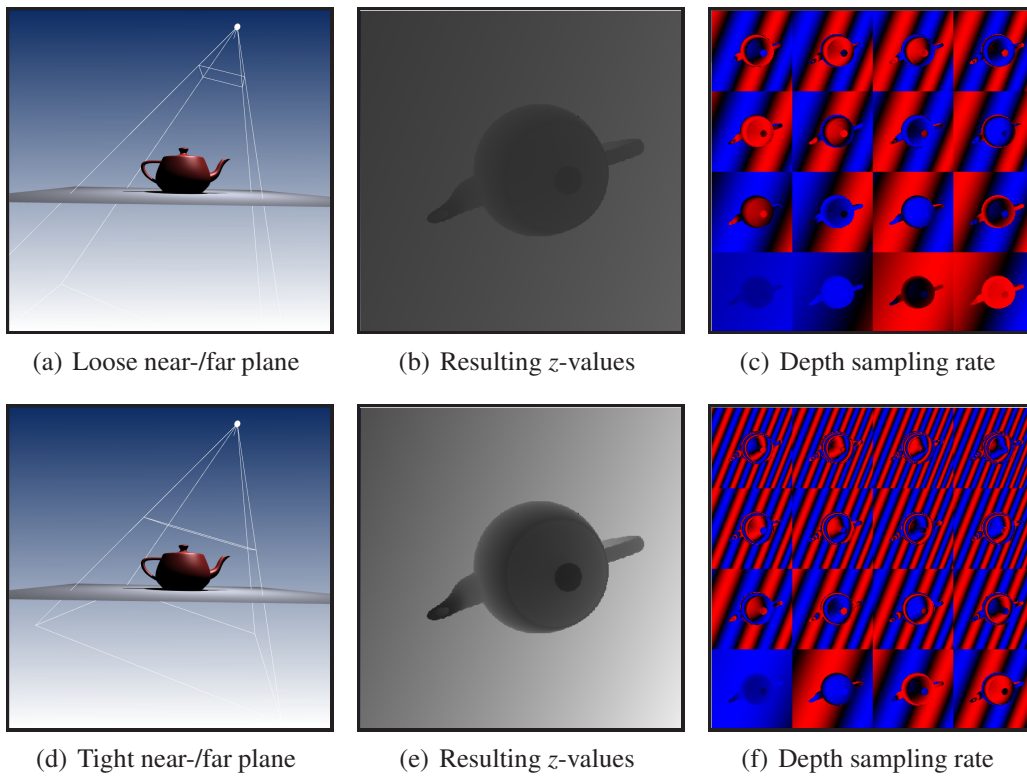 (a) Loose near-/far plane
(b) Resulting z-values
(c) Depth sampling rate
(d) Tight near-/far plane
(e) Resulting z-values
(f) Depth sampling rate